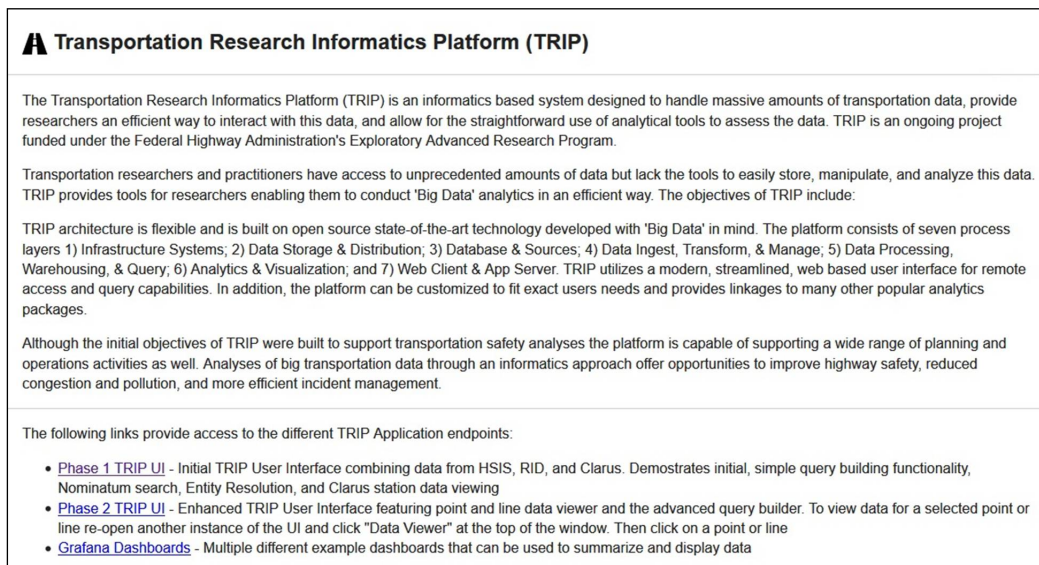 Transportation Research Informatics Platform (TRIP)
The Transportation Research Informatics Platform (TRIP) is an informatics based system designed to handle massive amounts of transportation data, provide
researchers an efficient way to interact with this data, and allow for the straightforward use of analytical tools to assess the data. TRIP is an ongoing project
funded under the Federal Highway Administration's Exploratory Advanced Research Program.
Transportation researchers and practitioners have access to unprecedented amounts of data but lack the tools to easily store, manipulate, and analyze this data.
TRIP provides tools for researchers enabling them to conduct 'Big Data' analytics in an efficient way. The objectives of TRIP include:
TRIP architecture is flexible and is built on open source state-of-the-art technology developed with 'Big Data' in mind. The platform consists of seven process
layers 1) Infrastructure Systems; 2) Data Storage & Distribution; 3) Database & Sources; 4) Data Ingest, Transform, & Manage; 5) Data Processing,
Warehousing, & Query; 6) Analytics & Visualization; and 7) Web Client & App Server. TRIP utilizes a modern, streamlined, web based user interface for remote
access and query capabilities. In addition, the platform can be customized to fit exact users needs and provides linkages to many other popular analytics
packages.
Although the initial objectives of TRIP were built to support transportation safety analyses the platform is capable of supporting a wide range of planning and
operations activities as well. Analyses of big transportation data through an informatics approach offer opportunities to improve highway safety, reduced
congestion and pollution, and more efficient incident management.
The following links provide access to the different TRIP Application endpoints:
• Phase 1 TRIP UI - Initial TRIP User Interface combining data from HSIS, RID, and Clarus. Demostrates initial, simple query building functionality,
Nominatum search, Entity Resolution, and Clarus station data viewing
• Phase 2 TRIP UI - Enhanced TRIP User Interface featuring point and line data viewer and the advanced query builder. To view data for a selected point or
line re-open another instance of the UI and click "Data Viewer" at the top of the window. Then click on a point or line
• Grafana Dashboards - Multiple different example dashboards that can be used to summarize and display data